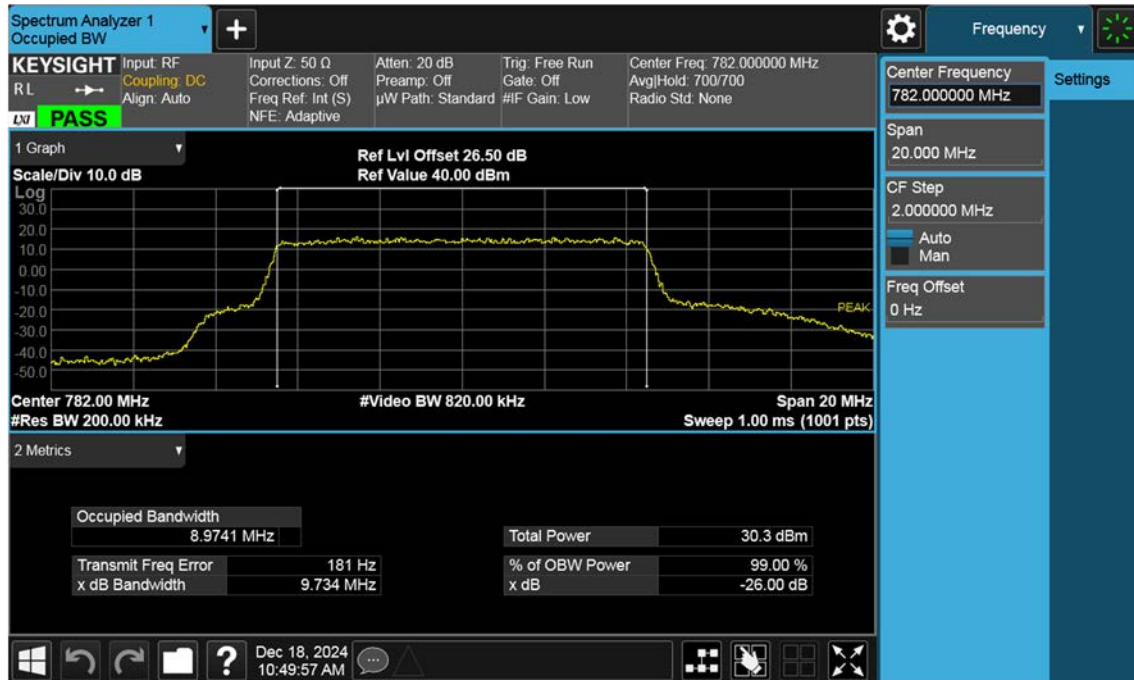 Spectrum Analyzer 1
Occupied BW
+
Frequency
KEYSIGHT
RL
LXI
PASS
Input: RF
Coupling: DC
Align: Auto
Input Z: 50 Ω
Corrections: Off
Freq Ref: Int (S)
NFE: Adaptive
Atten: 20 dB
Preamp: Off
µW Path: Standard
#IF Gain: Low
Trig: Free Run
Gate: Off
Center Freq: 782.000000 MHz
Avg|Hold: 700/700
Radio Std: None
1 Graph
Scale/Div 10.0 dB
Ref Lvl Offset 26.50 dB
Ref Value 40.00 dBm
Log
30.0
20.0
10.0
0.00
-10.0
-20.0
-30.0
-40.0
-50.0
PEAK
Center 782.00 MHz
#Res BW 200.00 kHz
#Video BW 820.00 kHz
Span 20 MHz
Sweep 1.00 ms (1001 pts)
2 Metrics
Occupied Bandwidth
8.9741 MHz
Transmit Freq Error 181 Hz
x dB Bandwidth 9.734 MHz
Total Power 30.3 dBm
% of OBW Power 99.00 %
x dB -26.00 dB
Center Frequency
782.000000 MHz
Span
20.000 MHz
CF Step
2.000000 MHz
Auto
Man
Freq Offset
0 Hz
Settings
?
Dec 18, 2024
10:49:57 AM